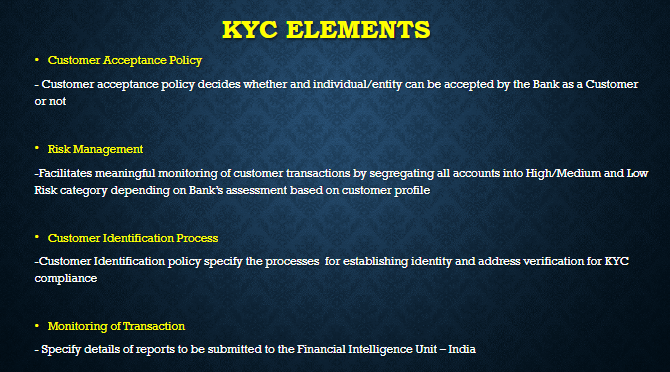 KYC ELEMENTS
• Customer Acceptance Policy
- Customer acceptance policy decides whether and individual/entity can be accepted by the Bank as a Customer
or not
• Risk Management
-Facilitates meaningful monitoring of customer transactions by segregating all accounts into High/Medium and Low
Risk category depending on Bank's assessment based on customer profile
• Customer Identification Process
-Customer Identification policy specify the processes for establishing identity and address verification for KYC
compliance
• Monitoring of Transaction
- Specify details of reports to be submitted to the Financial Intelligence Unit – India